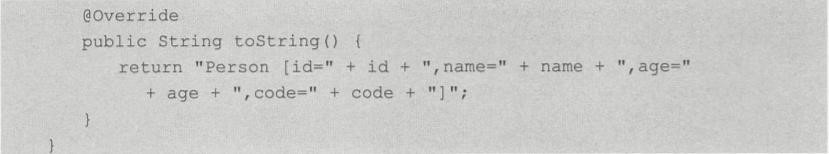 @Override
public String toString() {
return "Person [id=" + id + ",name=" + name + ",age="
+ age + ",code=" + code + "]";
}
}